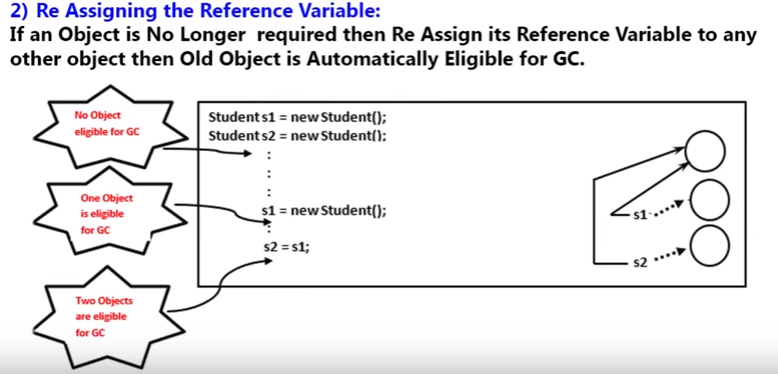 2) Re Assigning the Reference Variable:
If an Object is No Longer required then Re Assign its Reference Variable to any
other object then Old Object is Automatically Eligible for GC.
No Object
eligible for GC
Student s1 = new Student();
Student s2 = new Student();
:
:
:
One Object
is eligible
for GC
s1 = new Student();
:
s2 = s1;
Two Objects
are eligible
for GC
s1
s2